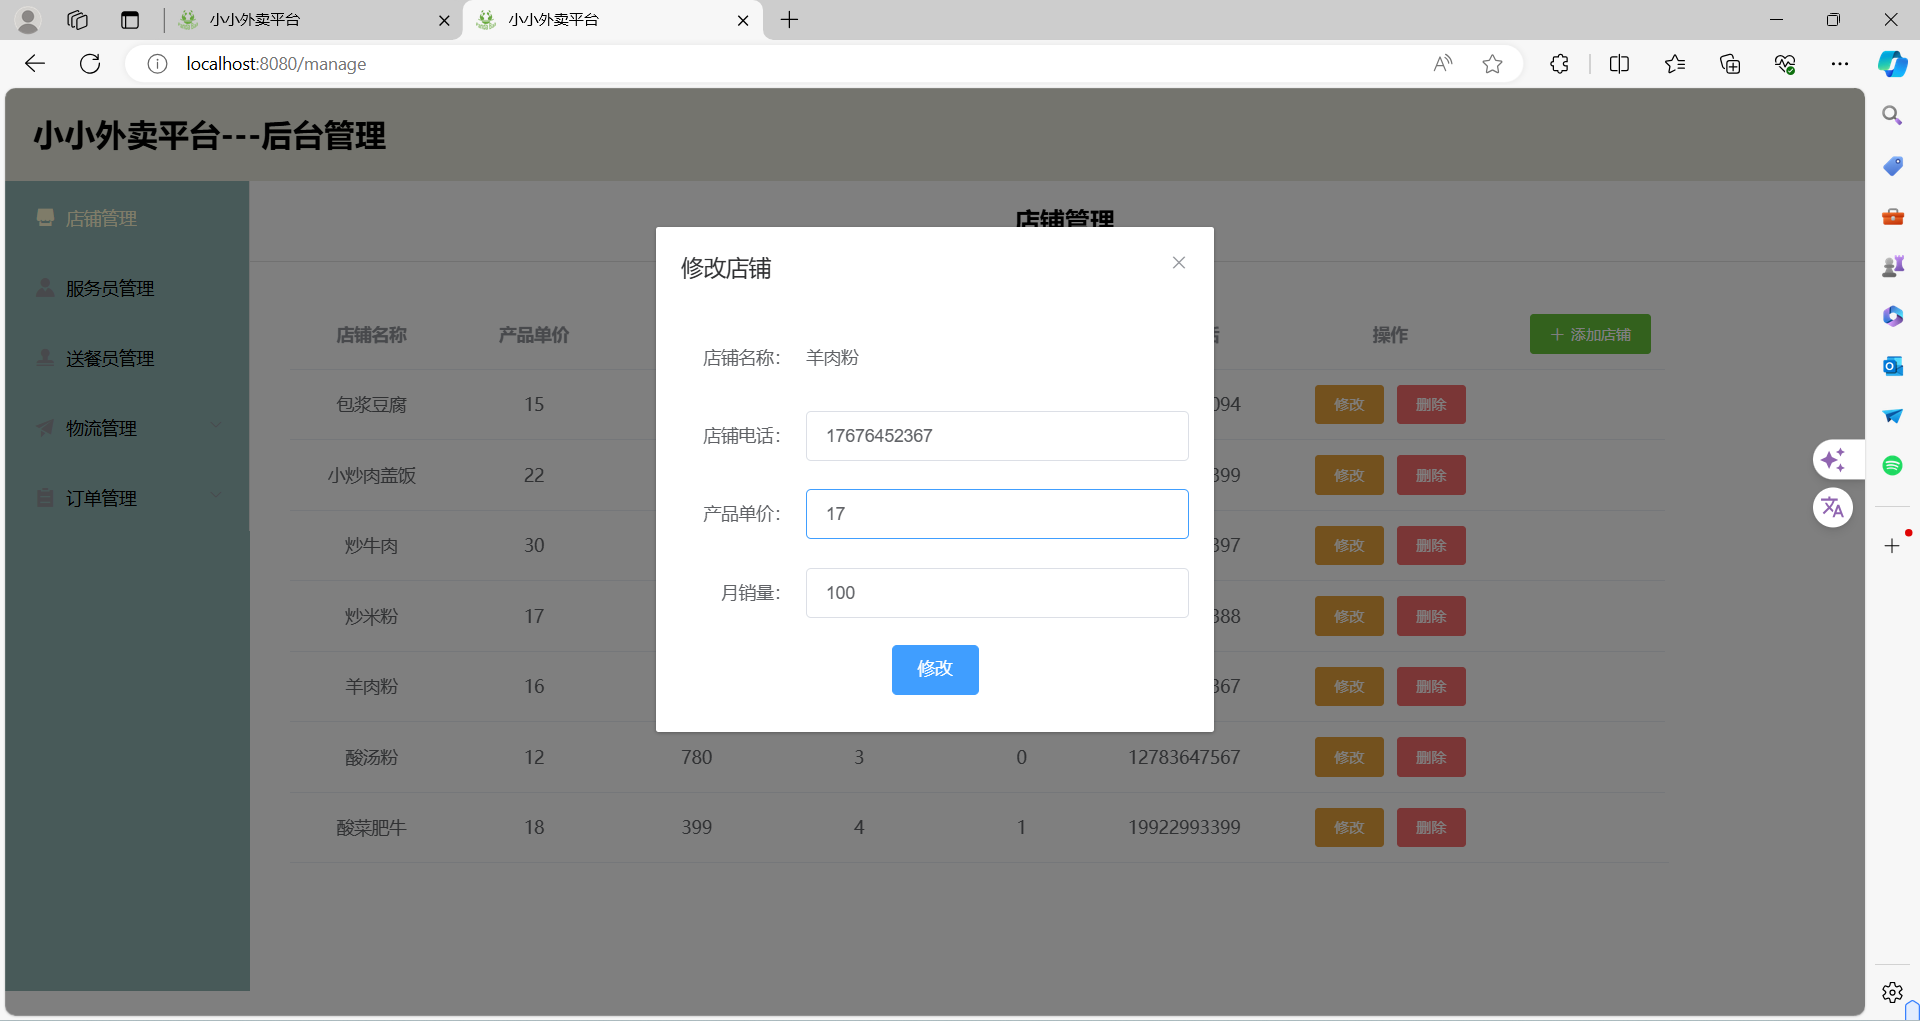 小小外卖平台
小小外卖平台
localhost:8080/manage
小小外卖平台---后台管理
店铺管理
服务员管理
送餐员管理
物流管理
订单管理
店铺管理
店铺名称 产品单价 操作 添加店铺
包浆豆腐 15 094 修改 删除
小炒肉盖饭 22 399 修改 删除
炒牛肉 30 397 修改 删除
炒米粉 17 388 修改 删除
羊肉粉 16 367 修改 删除
酸汤粉 12 780 3 0 12783647567 修改 删除
酸菜肥牛 18 399 4 1 19922993399 修改 删除
修改店铺
店铺名称： 羊肉粉
店铺电话： 17676452367
产品单价： 17
月销量： 100
修改